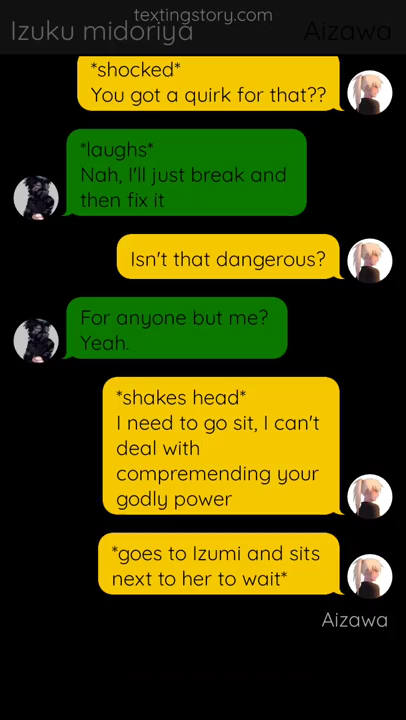 textingstory.com
Izuku midoriya
Aizawa
*shocked*
You got a quirk for that??
*laughs*
Nah, I'll just break and
then fix it
Isn't that dangerous?
For anyone but me?
Yeah.
*shakes head*
I need to go sit, I can't
deal with
compremending your
godly power
*goes to Izumi and sits
next to her to wait*
Aizawa